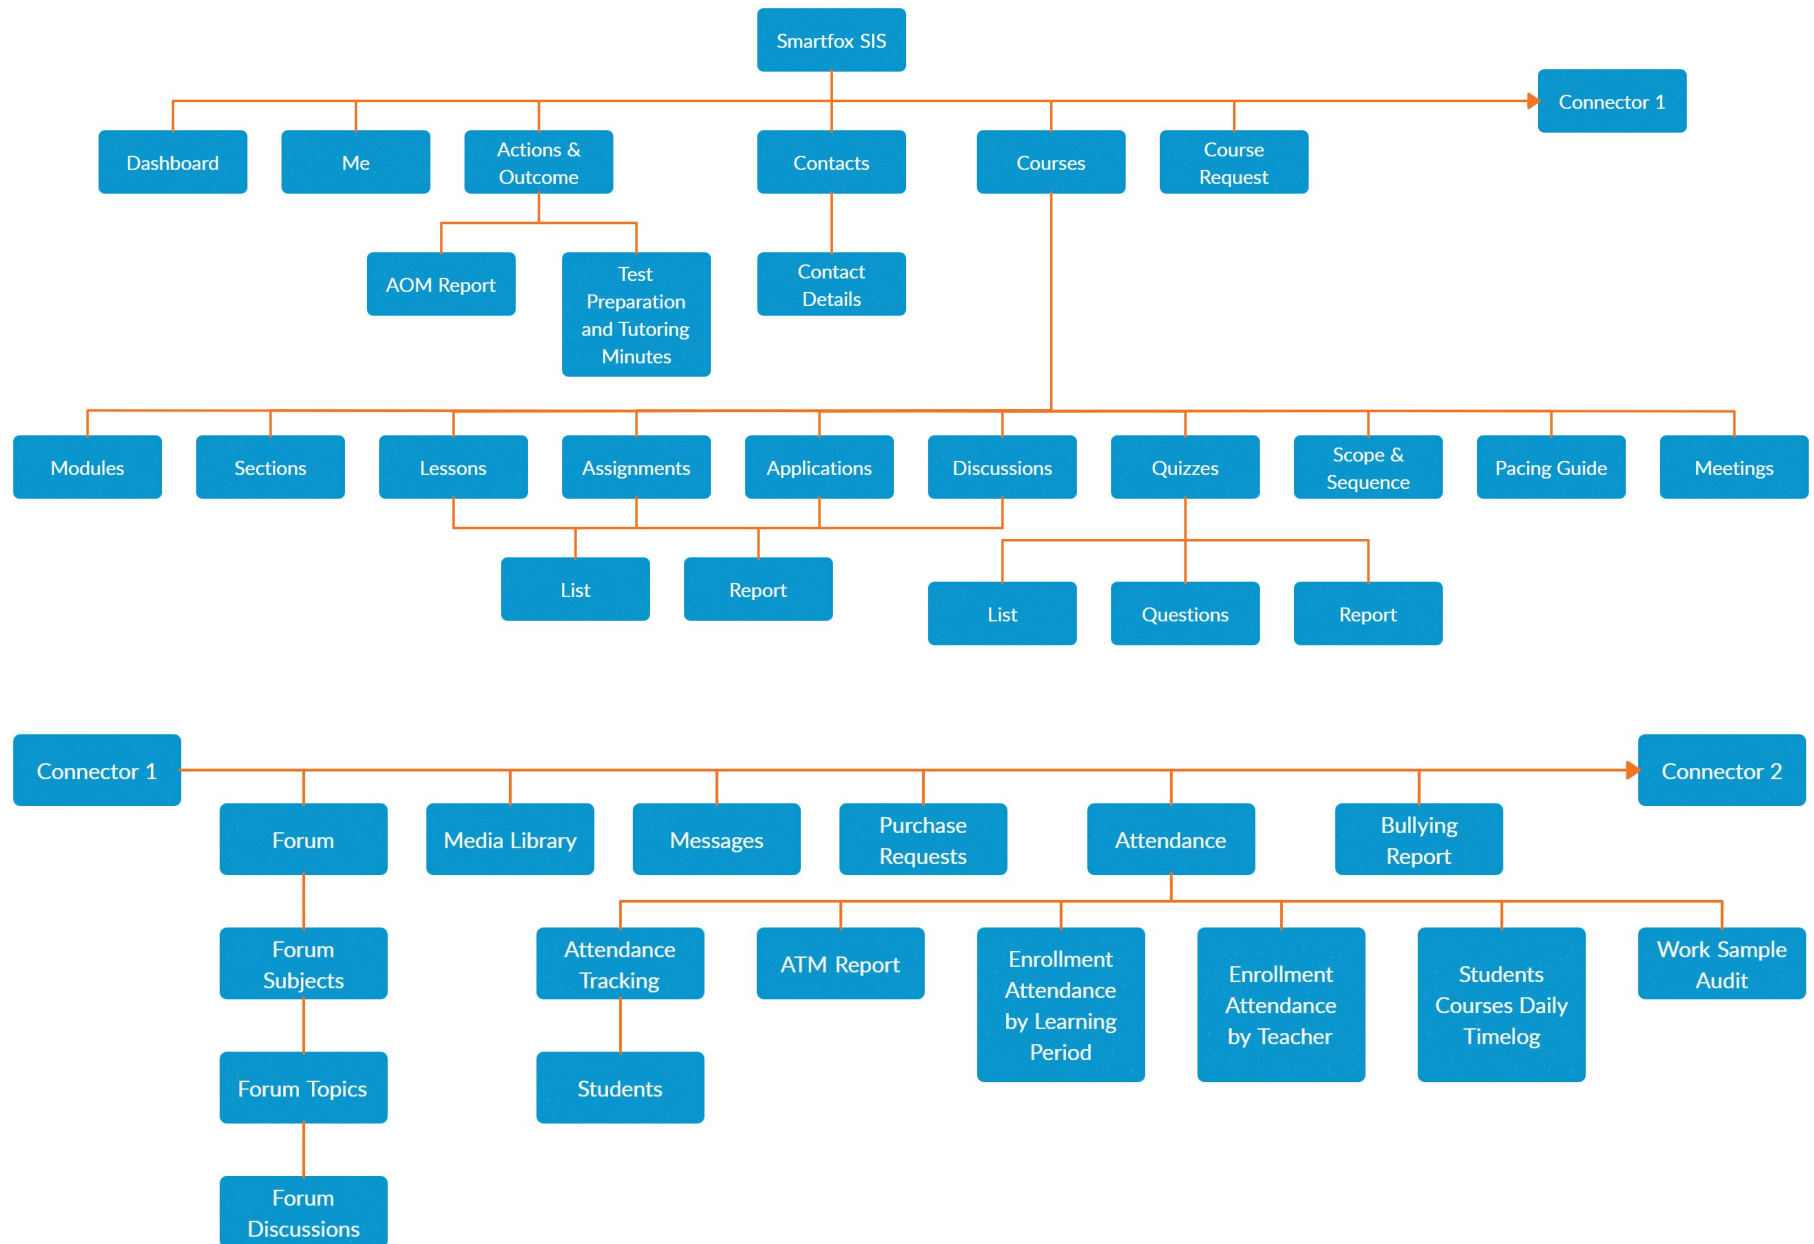 Smartfox SIS
Connector 1
Dashboard
Me
Actions &
Outcome
Contacts
Courses
Course
Request
AOM Report
Test
Preparation
and Tutoring
Minutes
Contact
Details
Modules
Sections
Lessons
Assignments
Applications
Discussions
Quizzes
Scope &
Sequence
Pacing Guide
Meetings
List
Report
List
Questions
Report
Connector 1
Connector 2
Forum
Media Library
Messages
Purchase
Requests
Attendance
Bullying
Report
Forum
Subjects
Attendance
Tracking
ATM Report
Enrollment
Attendance
by Learning
Period
Enrollment
Attendance
by Teacher
Students
Courses Daily
Timelog
Work Sample
Audit
Forum Topics
Students
Forum
Discussions